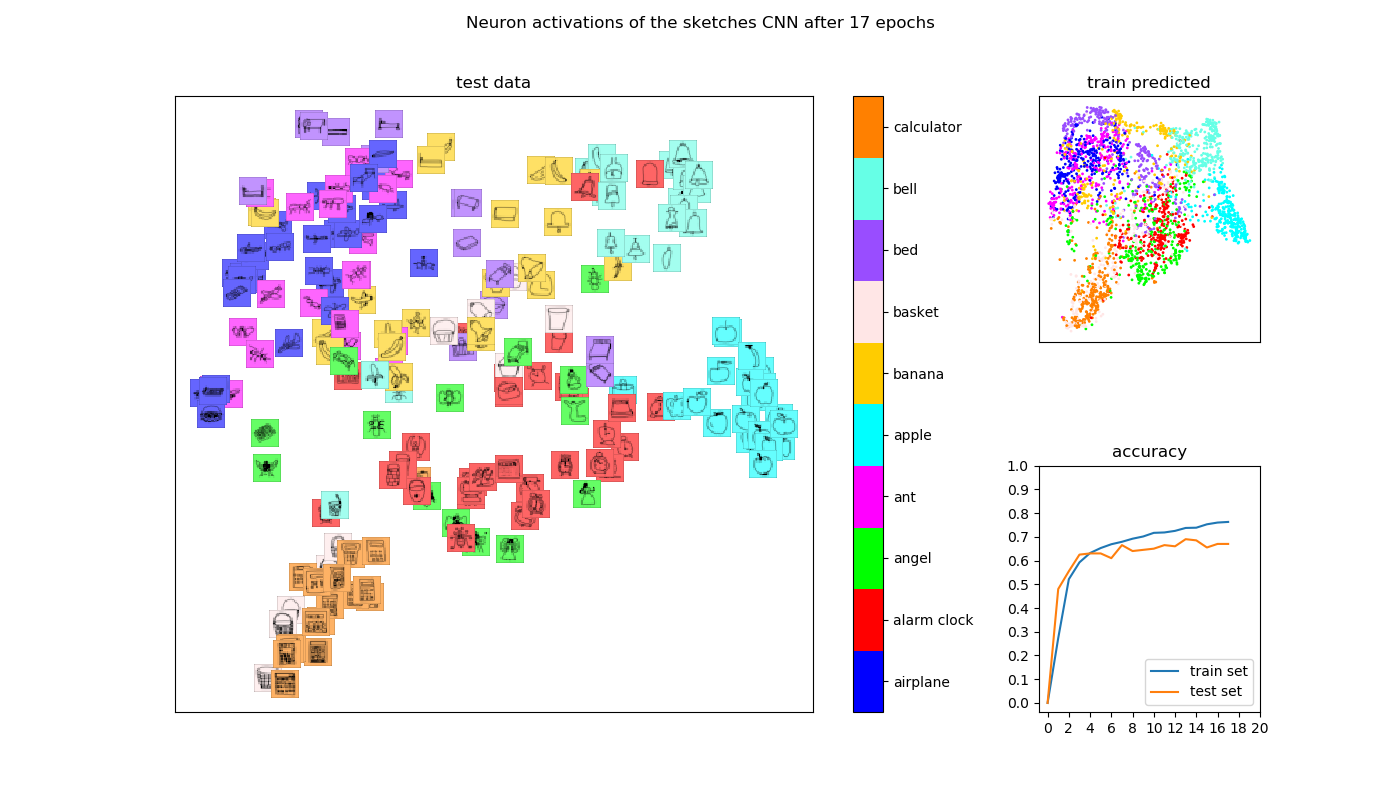 Neuron activations of the sketches CNN after 17 epochs
test data
calculator
bell
bed
basket
banana
apple
ant
angel
alarm clock
airplane
train predicted
accuracy
1.0
0.9
0.8
0.7
0.6
0.5
0.4
0.3
0.2
0.1
0.0
train set
test set
0 2 4 6 8 10 12 14 16 18 20